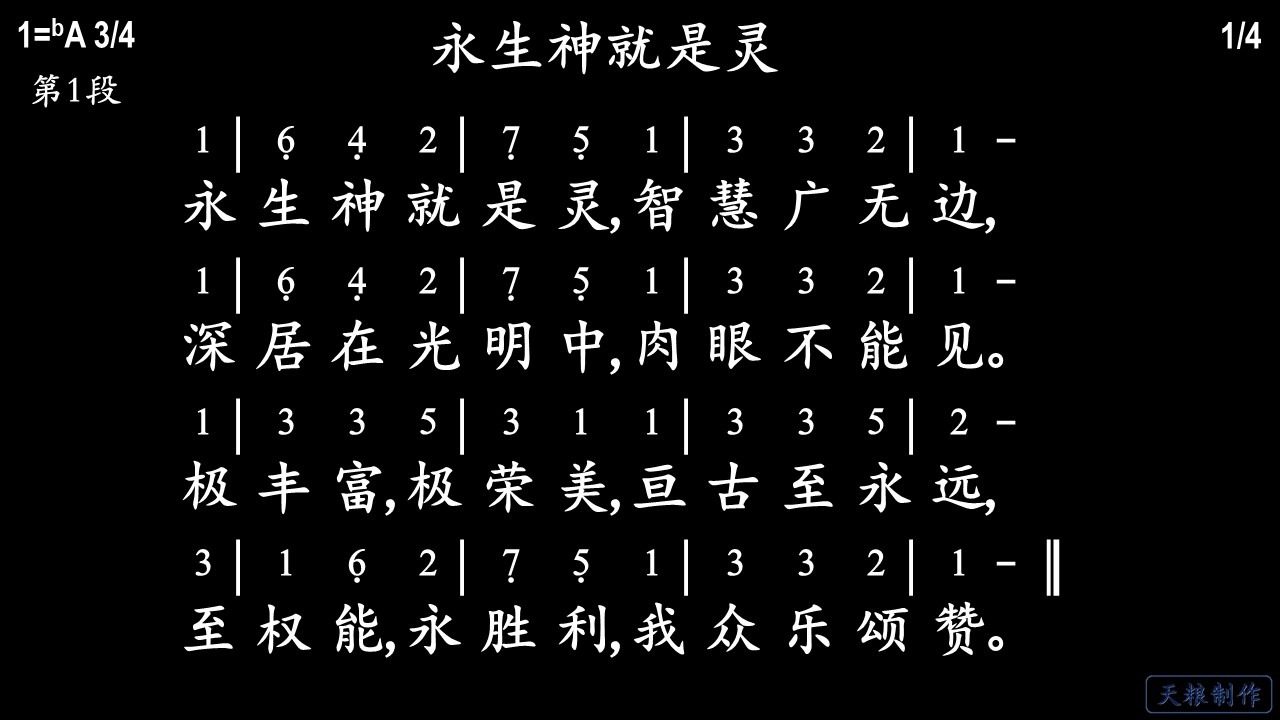 1=ᵇA 3/4
永生神就是灵
1/4
第1段
1 | 6̣ 4̣ 2 | 7̣ 5̣ 1 | 3 3 2 | 1 –
永生神就是灵,智慧广无边,
1 | 6̣ 4̣ 2 | 7̣ 5̣ 1 | 3 3 2 | 1 –
深居在光明中,肉眼不能见。
1 | 3 3 5 | 3 1 1 | 3 3 5 | 2 –
极丰富,极荣美,亘古至永远,
3 | 1 6̣ 2 | 7̣ 5̣ 1 | 3 3 2 | 1 – ‖
至权能,永胜利,我众乐颂赞。
天粮制作